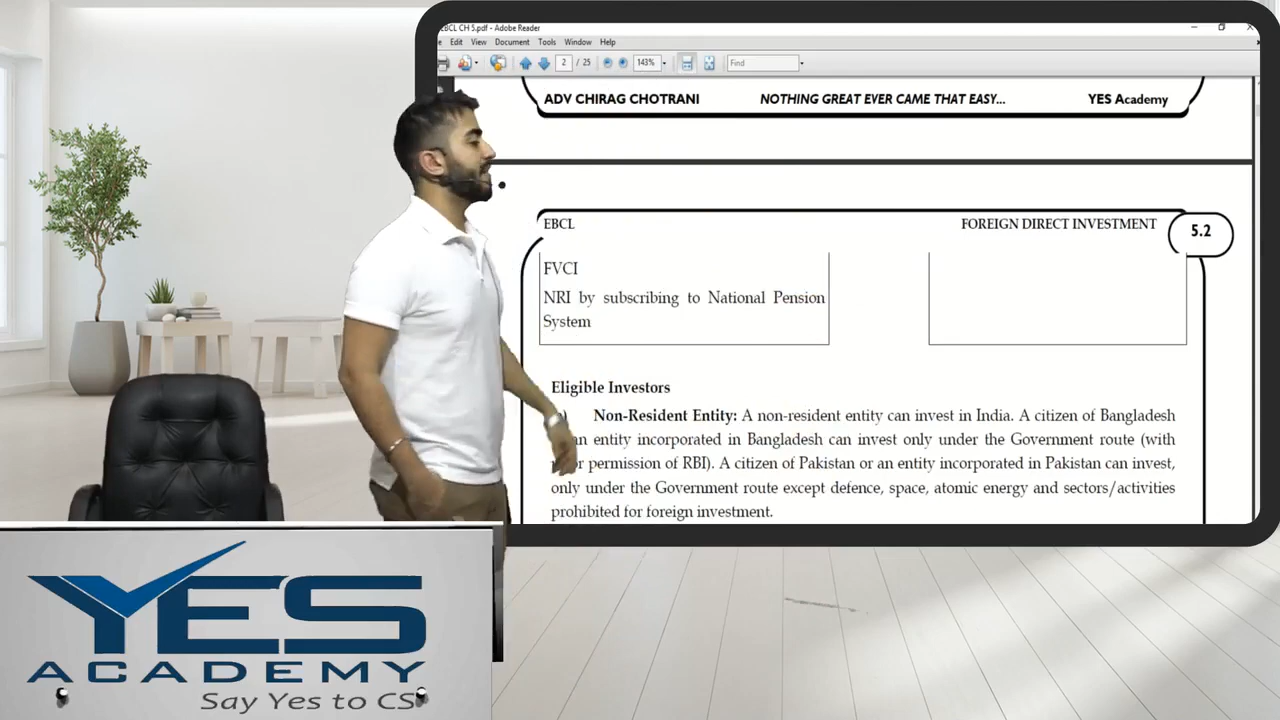 EBCL CH 5.pdf - Adobe Reader
Edit View Document Tools Window Help
2 / 25 143% Find
ADV CHIRAG CHOTRANI NOTHING GREAT EVER CAME THAT EASY... YES Academy
EBCL FOREIGN DIRECT INVESTMENT 5.2
FVCI
NRI by subscribing to National Pension
System
Eligible Investors
Non-Resident Entity: A non-resident entity can invest in India. A citizen of Bangladesh
an entity incorporated in Bangladesh can invest only under the Government route (with
permission of RBI). A citizen of Pakistan or an entity incorporated in Pakistan can invest,
only under the Government route except defence, space, atomic energy and sectors/activities
prohibited for foreign investment.
YES
ACADEMY
Say Yes to CS